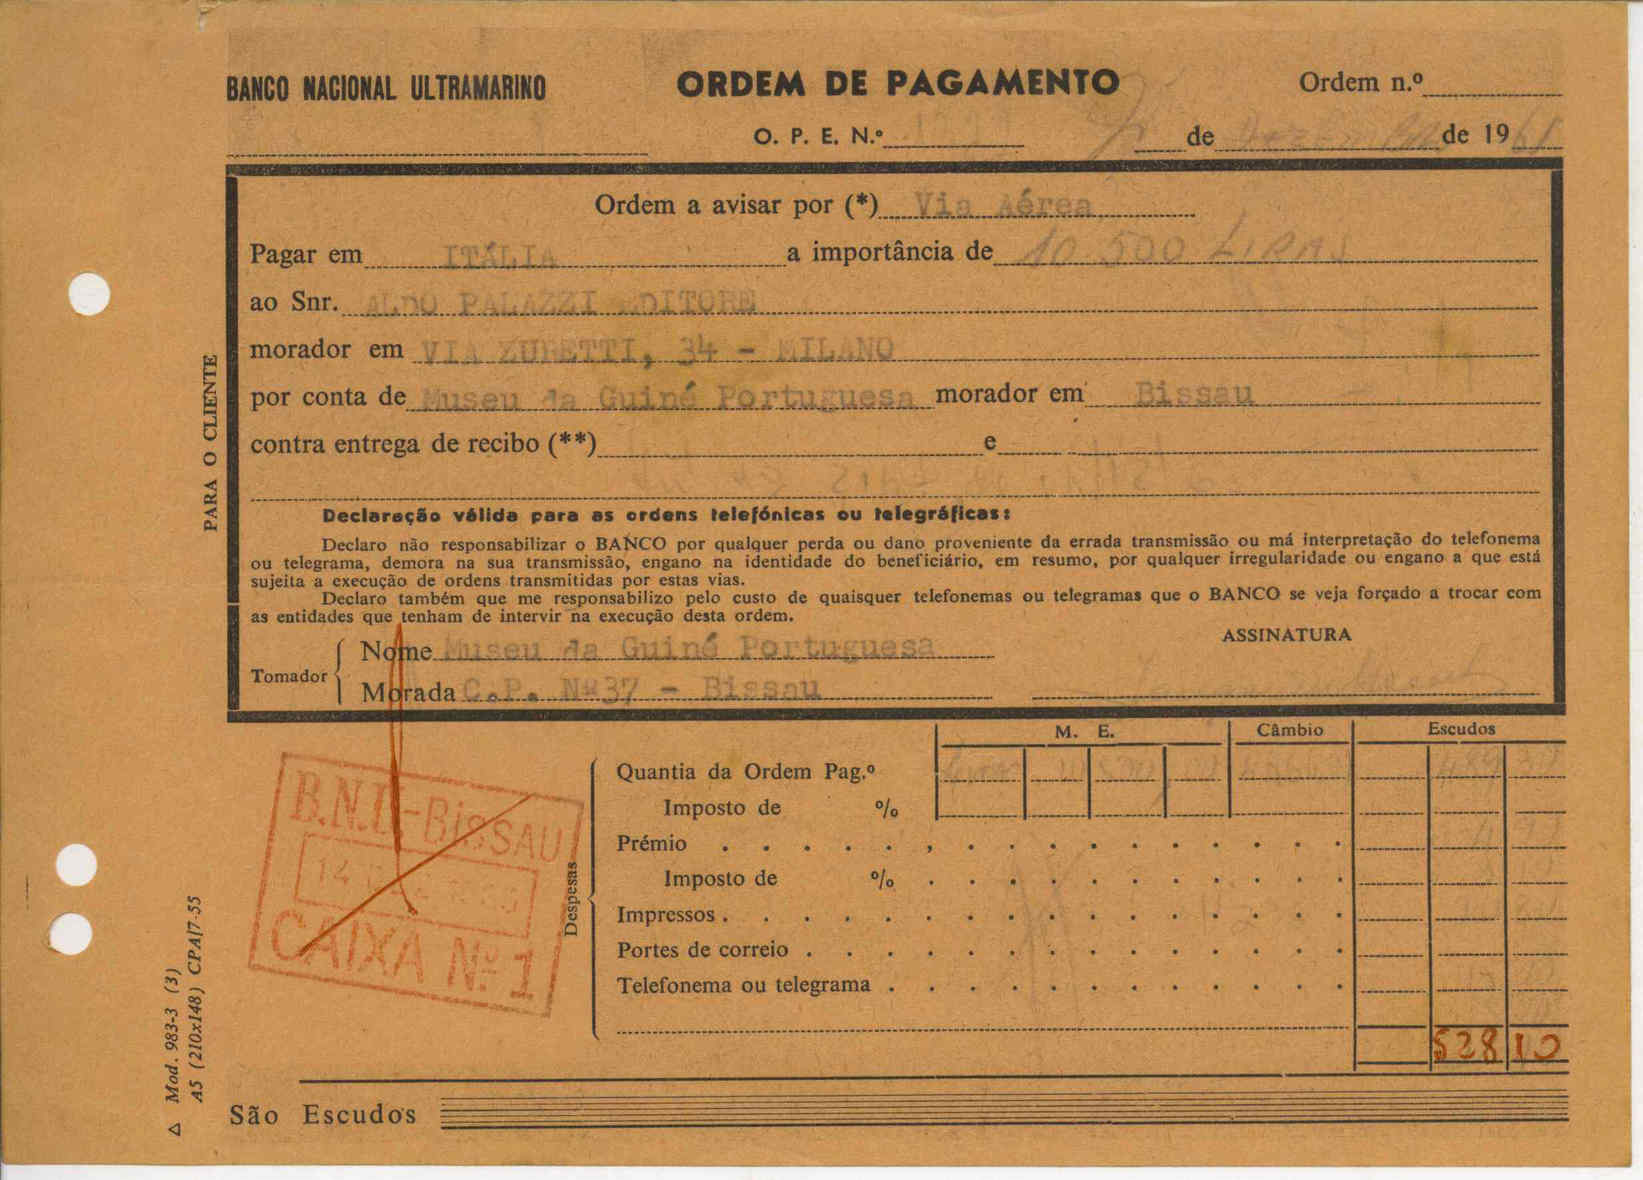 BANCO NACIONAL ULTRAMARINO
ORDEM DE PAGAMENTO
Ordem n.º
O. P. E. N.º de Dezembro de 19
Ordem a avisar por (*) Via Aérea
Pagar em ITÁLIA a importância de 10.500 LIRAS
ao Snr. ALDO PALAZZI EDITORE
morador em VIA ZURETTI, 34 - MILANO
por conta de Museu da Guiné Portuguesa morador em Bissau
contra entrega de recibo (**) e
Declaração válida para as ordens telefónicas ou telegráficas:
Declaro não responsabilizar o BANCO por qualquer perda ou dano proveniente da errada transmissão ou má interpretação do telefonema
ou telegrama, demora na sua transmissão, engano na identidade do beneficiário, em resumo, por qualquer irregularidade ou engano a que está
sujeita a execução de ordens transmitidas por estas vias.
Declaro também que me responsabilizo pelo custo de quaisquer telefonemas ou telegramas que o BANCO se veja forçado a trocar com
as entidades que tenham de intervir na execução desta ordem.
ASSINATURA
Tomador
Nome Museu da Guiné Portuguesa
Morada C.P. Nº 37 - Bissau
M. E. Câmbio Escudos
Quantia da Ordem Pag.º
Imposto de %
Despesas
Prémio
Imposto de %
Impressos
Portes de correio
Telefonema ou telegrama
528 10
São Escudos
B.N.U.-BISSAU
14
CAIXA Nº 1
PARA O CLIENTE
Mod. 983-3 (3)
A5 (210x148) CPA/7-55